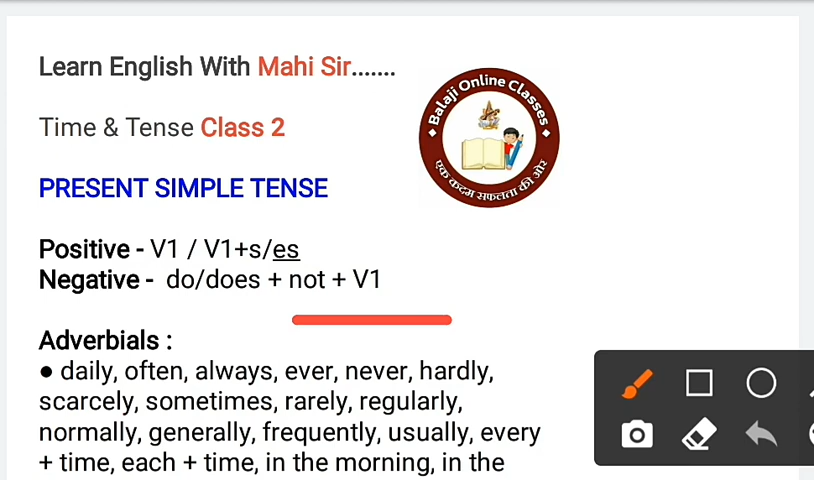 Learn English With Mahi Sir.......
Balaji Online Classes
एक कदम सफलता की ओर
Time & Tense Class 2
PRESENT SIMPLE TENSE
Positive - V1 / V1+s/es
Negative - do/does + not + V1
Adverbials :
● daily, often, always, ever, never, hardly,
scarcely, sometimes, rarely, regularly,
normally, generally, frequently, usually, every
+ time, each + time, in the morning, in the